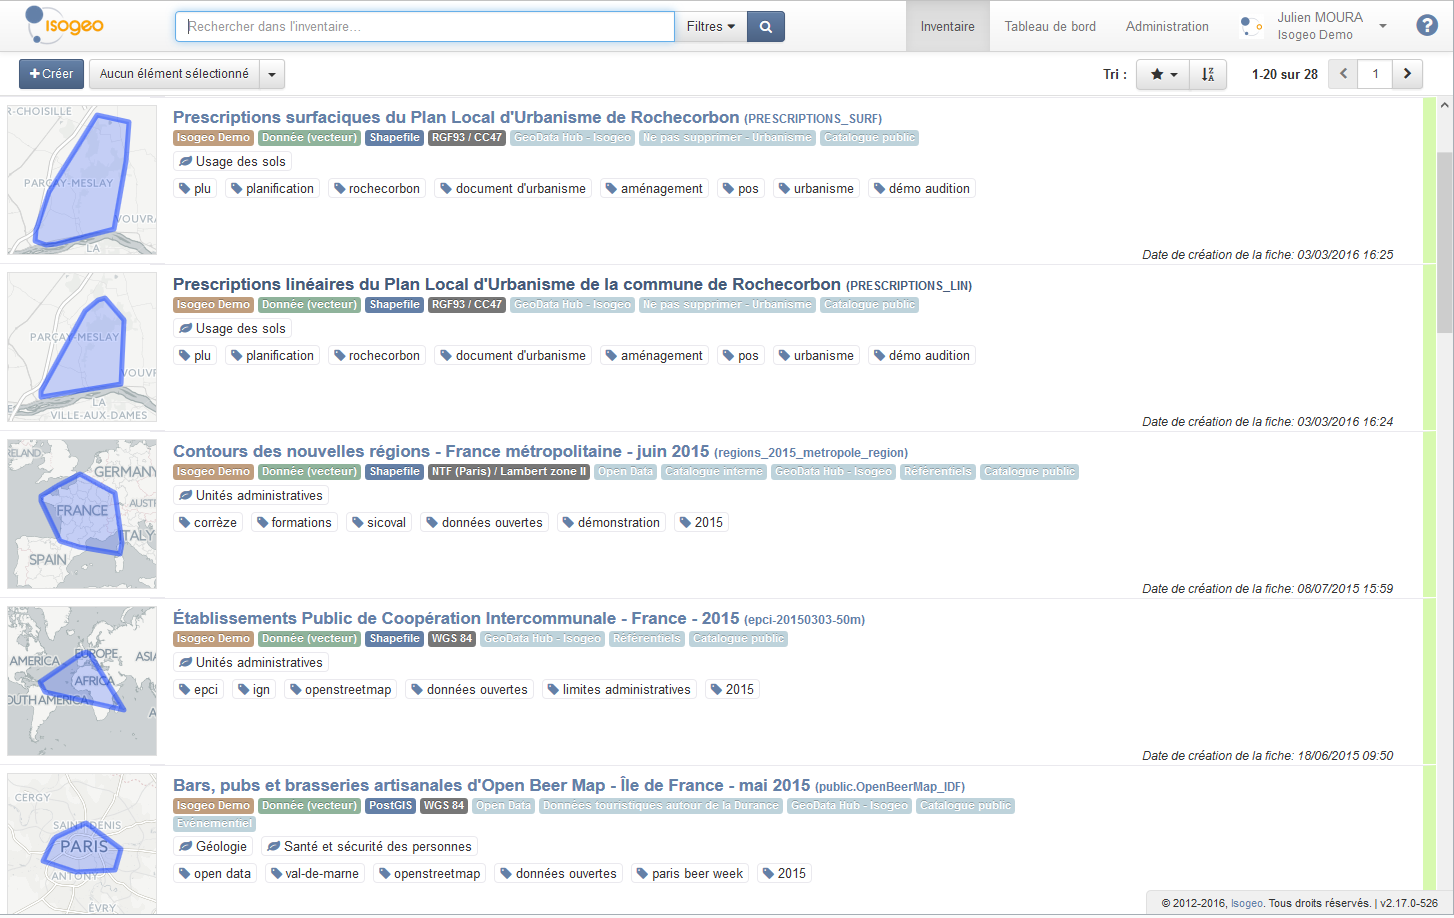 isogeo
Rechercher dans l'inventaire...
Filtres
Inventaire
Tableau de bord
Administration
Julien MOURA
Isogeo Demo
?
Créer
Aucun élément sélectionné
Tri :
1-20 sur 28
1
R-CHOISILLE
PARÇAY-MESLAY
VOUVRA
LA
Prescriptions surfaciques du Plan Local d'Urbanisme de Rochecorbon (PRESCRIPTIONS_SURF)
Isogeo Demo Donnée (vecteur) Shapefile RGF93 / CC47 GeoData Hub - Isogeo Ne pas supprimer - Urbanisme Catalogue public
Usage des sols
plu planification rochecorbon document d'urbanisme aménagement pos urbanisme démo audition
Date de création de la fiche: 03/03/2016 16:25
PARÇAY-MESLAY
VOUVR
LA
VILLE-AUX-DAMES
Prescriptions linéaires du Plan Local d'Urbanisme de la commune de Rochecorbon (PRESCRIPTIONS_LIN)
Isogeo Demo Donnée (vecteur) Shapefile RGF93 / CC47 GeoData Hub - Isogeo Ne pas supprimer - Urbanisme Catalogue public
Usage des sols
plu planification rochecorbon document d'urbanisme aménagement pos urbanisme démo audition
Date de création de la fiche: 03/03/2016 16:24
RELAND
GERMANY
FRANCE
AUSTI
ITALY
SPAIN
Contours des nouvelles régions - France métropolitaine - juin 2015 (regions_2015_metropole_region)
Isogeo Demo Donnée (vecteur) Shapefile NTF (Paris) / Lambert zone II Open Data Catalogue interne GeoData Hub - Isogeo Référentiels Catalogue public
Unités administratives
corrèze formations sicoval données ouvertes démonstration 2015
Date de création de la fiche: 08/07/2015 15:59
AMERICA
EUROPE
ASI
AFRICA
OUTH AMERICA
A
Établissements Public de Coopération Intercommunale - France - 2015 (epci-20150303-50m)
Isogeo Demo Donnée (vecteur) Shapefile WGS 84 GeoData Hub - Isogeo Référentiels Catalogue public
Unités administratives
epci ign openstreetmap données ouvertes limites administratives 2015
Date de création de la fiche: 18/06/2015 09:50
CERGY
SAINT-DENIS
PARIS
ANTONY
ÉVRY
Bars, pubs et brasseries artisanales d'Open Beer Map - Île de France - mai 2015 (public.OpenBeerMap_IDF)
Isogeo Demo Donnée (vecteur) PostGIS WGS 84 Open Data Données touristiques autour de la Durance GeoData Hub - Isogeo Catalogue public
Evénementiel
Géologie Santé et sécurité des personnes
open data val-de-marne openstreetmap données ouvertes paris beer week 2015
© 2012-2016, Isogeo. Tous droits réservés. | v2.17.0-526